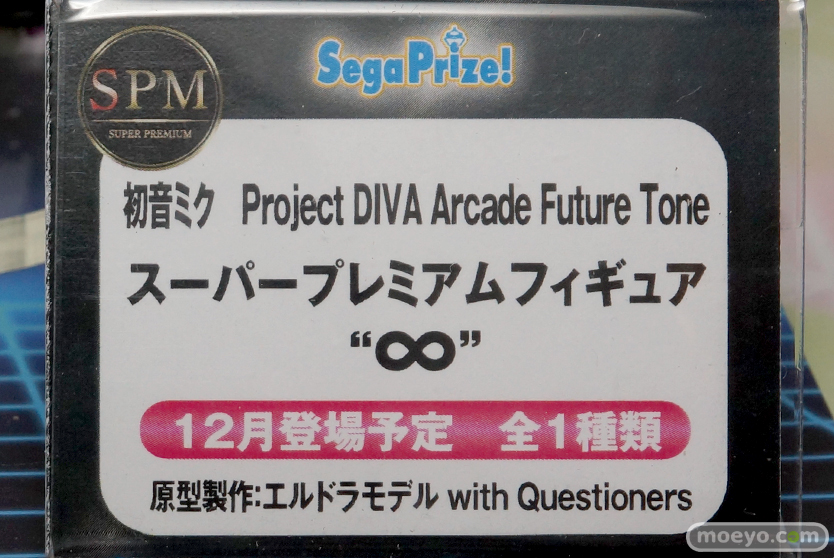 SPM
SUPER PREMIUM
SegaPrize!
初音ミク Project DIVA Arcade Future Tone
スーパープレミアムフィギュア
“∞”
12月登場予定 全1種類
原型製作:エルドラモデル with Questioners
moeyo.com